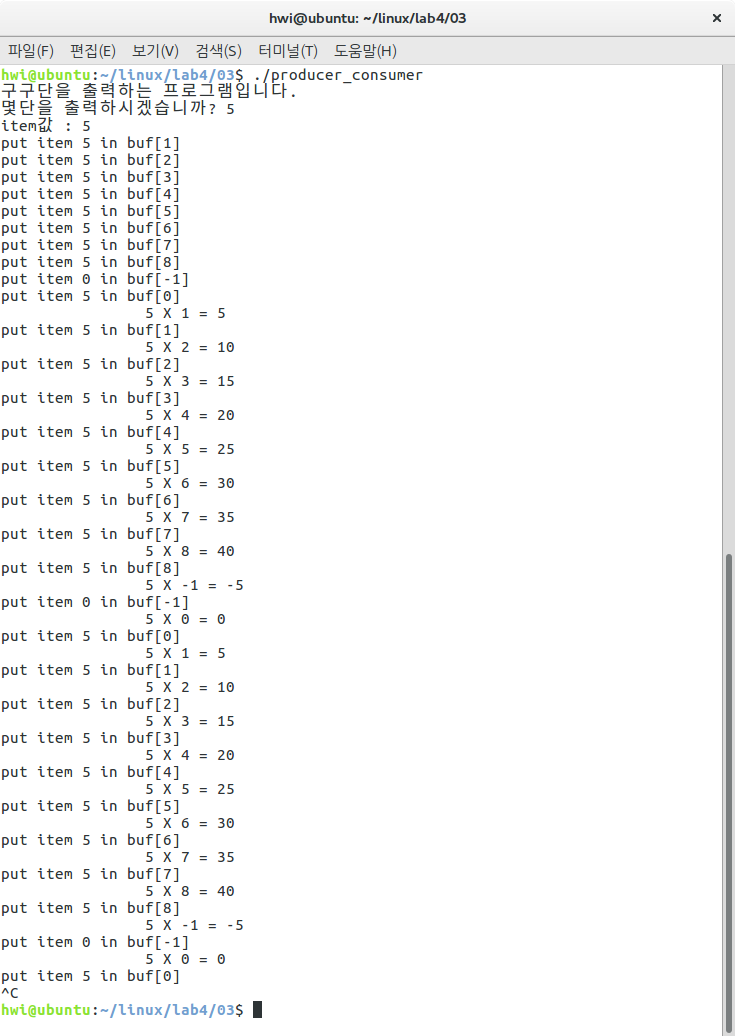 hwi@ubuntu: ~/linux/lab4/03
파일(F) 편집(E) 보기(V) 검색(S) 터미널(T) 도움말(H)
hwi@ubuntu:~/linux/lab4/03$ ./producer_consumer
구구단을 출력하는 프로그램입니다.
몇단을 출력하시겠습니까? 5
item값 : 5
put item 5 in buf[1]
put item 5 in buf[2]
put item 5 in buf[3]
put item 5 in buf[4]
put item 5 in buf[5]
put item 5 in buf[6]
put item 5 in buf[7]
put item 5 in buf[8]
put item 0 in buf[-1]
put item 5 in buf[0]
5 X 1 = 5
put item 5 in buf[1]
5 X 2 = 10
put item 5 in buf[2]
5 X 3 = 15
put item 5 in buf[3]
5 X 4 = 20
put item 5 in buf[4]
5 X 5 = 25
put item 5 in buf[5]
5 X 6 = 30
put item 5 in buf[6]
5 X 7 = 35
put item 5 in buf[7]
5 X 8 = 40
put item 5 in buf[8]
5 X -1 = -5
put item 0 in buf[-1]
5 X 0 = 0
put item 5 in buf[0]
5 X 1 = 5
put item 5 in buf[1]
5 X 2 = 10
put item 5 in buf[2]
5 X 3 = 15
put item 5 in buf[3]
5 X 4 = 20
put item 5 in buf[4]
5 X 5 = 25
put item 5 in buf[5]
5 X 6 = 30
put item 5 in buf[6]
5 X 7 = 35
put item 5 in buf[7]
5 X 8 = 40
put item 5 in buf[8]
5 X -1 = -5
put item 0 in buf[-1]
5 X 0 = 0
put item 5 in buf[0]
^C
hwi@ubuntu:~/linux/lab4/03$